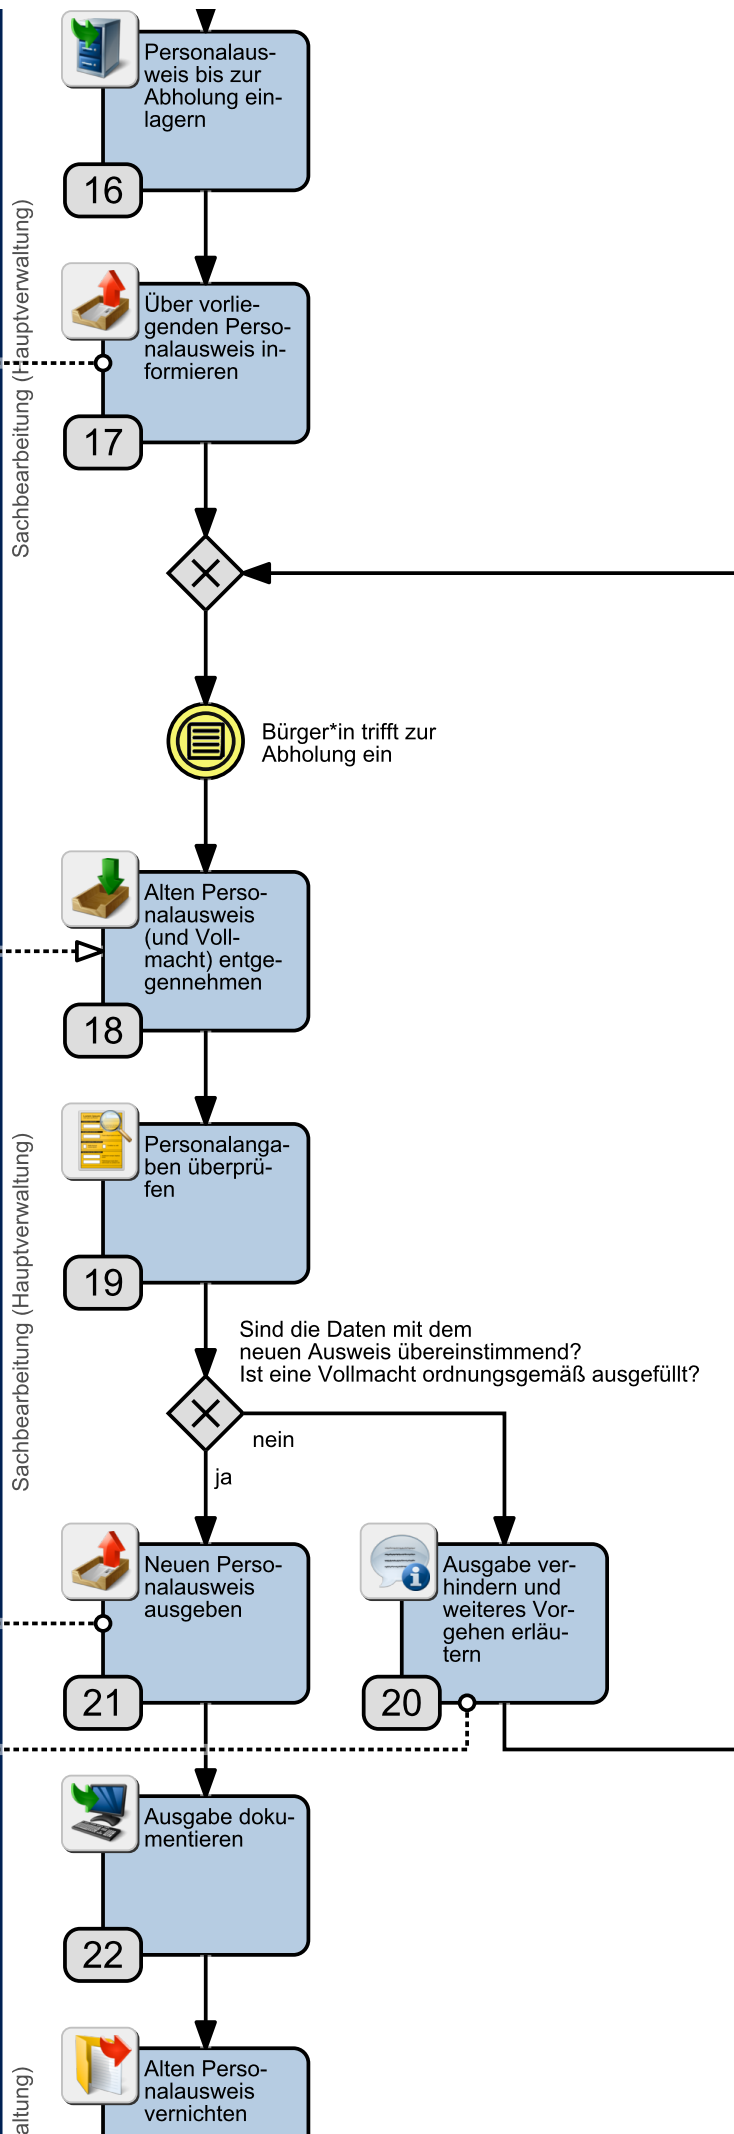 Personalaus-
weis bis zur
Abholung ein-
lagern
16
Sachbearbeitung (Hauptverwaltung)
Über vorlie-
genden Perso-
nalausweis in-
formieren
17
Bürger*in trifft zur
Abholung ein
Alten Perso-
nalausweis
(und Voll-
macht) entge-
gennehmen
18
Sachbearbeitung (Hauptverwaltung)
Personalanga-
ben überprü-
fen
19
Sind die Daten mit dem
neuen Ausweis übereinstimmend?
Ist eine Vollmacht ordnungsgemäß ausgefüllt?
nein
ja
Neuen Perso-
nalausweis
ausgeben
21
Ausgabe ver-
hindern und
weiteres Vor-
gehen erläu-
tern
20
Ausgabe doku-
mentieren
22
altung)
Alten Perso-
nalausweis
vernichten